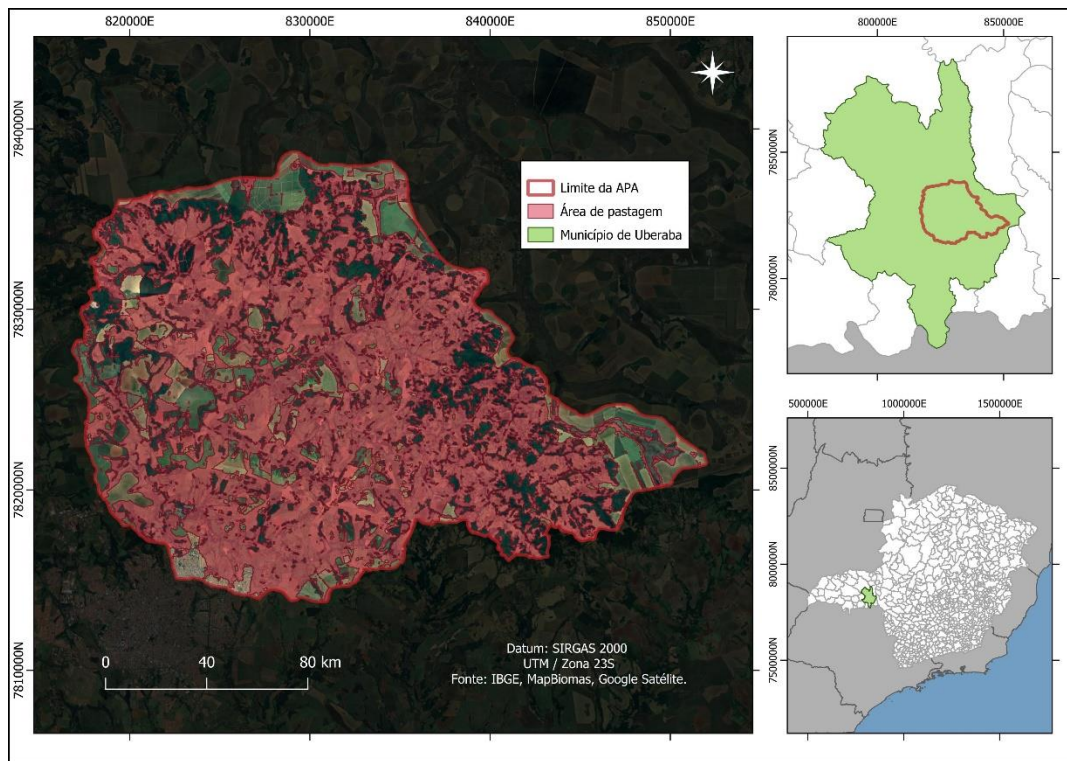 820000E 830000E 840000E 850000E
7840000N
7830000N
7820000N
7810000N
Limite da APA
Área de pastagem
Município de Uberaba
0 40 80 km
Datum: SIRGAS 2000
UTM / Zona 23S
Fonte: IBGE, MapBiomas, Google Satélite.
800000E 850000E
7850000N
7800000N
500000E 1000000E 1500000E
8500000N
8000000N
7500000N